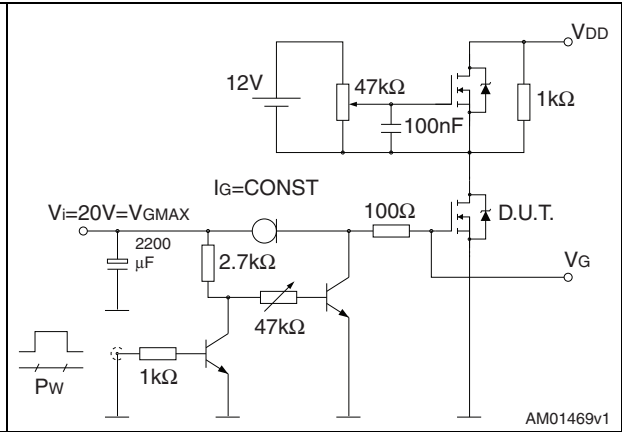 VDD
12V
47kΩ
1kΩ
100nF
IG=CONST
Vi=20V=VGMAX
100Ω
D.U.T.
2200
μF
2.7kΩ
VG
47kΩ
1kΩ
PW
AM01469v1